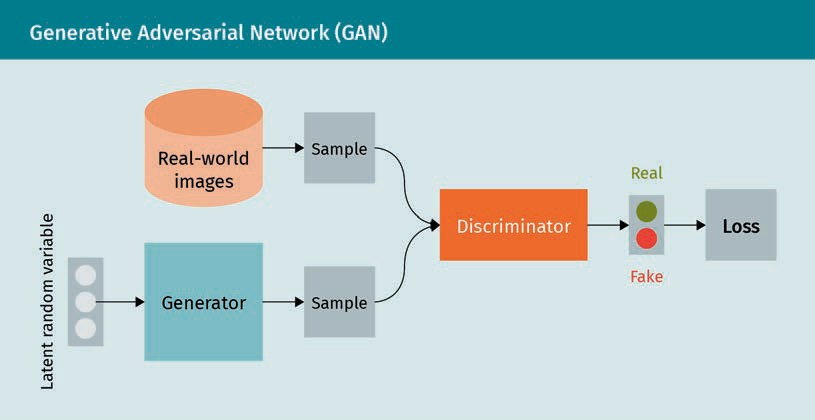 Generative Adversarial Network (GAN)
Real-world
images
Sample
Real
Discriminator
Loss
Fake
Latent random variable
Generator
Sample